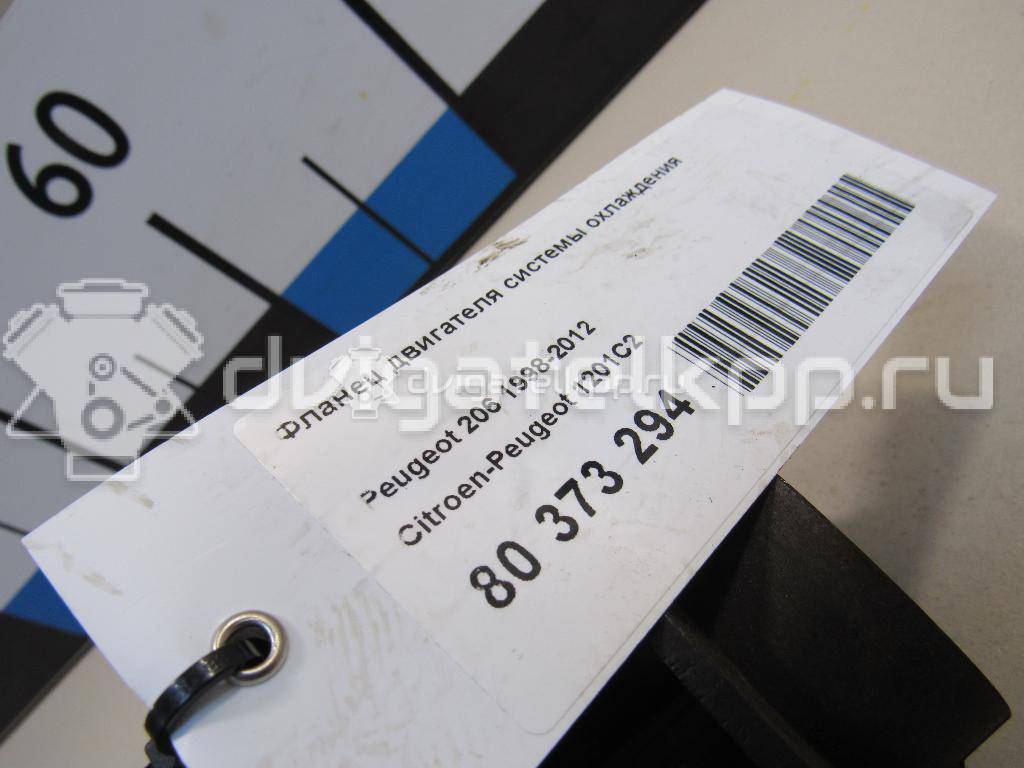 60
Фланец двигателя системы охлаждения
Peugeot 206 1998-2012
Citroen-Peugeot 1201C2
80 373 294
dvigatelkpp.ru